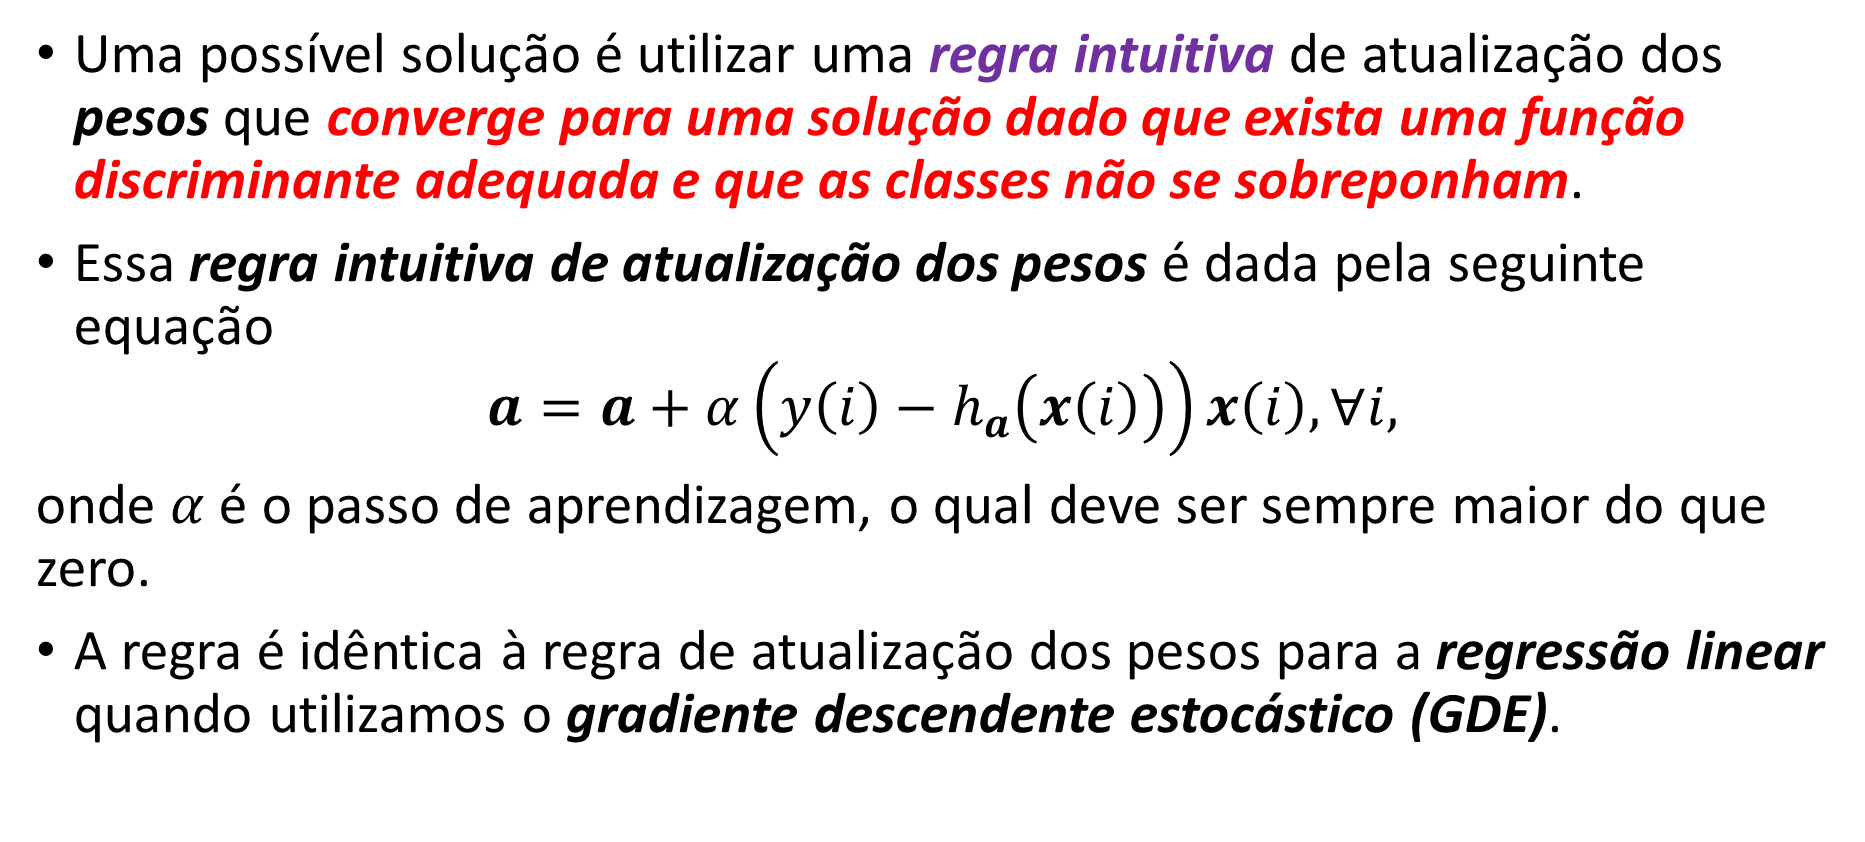 • Uma possível solução é utilizar uma regra intuitiva de atualização dos
pesos que converge para uma solução dado que exista uma função
discriminante adequada e que as classes não se sobreponham.
• Essa regra intuitiva de atualização dos pesos é dada pela seguinte
equação
𝒂 = 𝒂 + 𝛼 (𝑦(𝑖) − ℎ𝒂(𝒙(𝑖))) 𝒙(𝑖), ∀𝑖,
onde 𝛼 é o passo de aprendizagem, o qual deve ser sempre maior do que
zero.
• A regra é idêntica à regra de atualização dos pesos para a regressão linear
quando utilizamos o gradiente descendente estocástico (GDE).